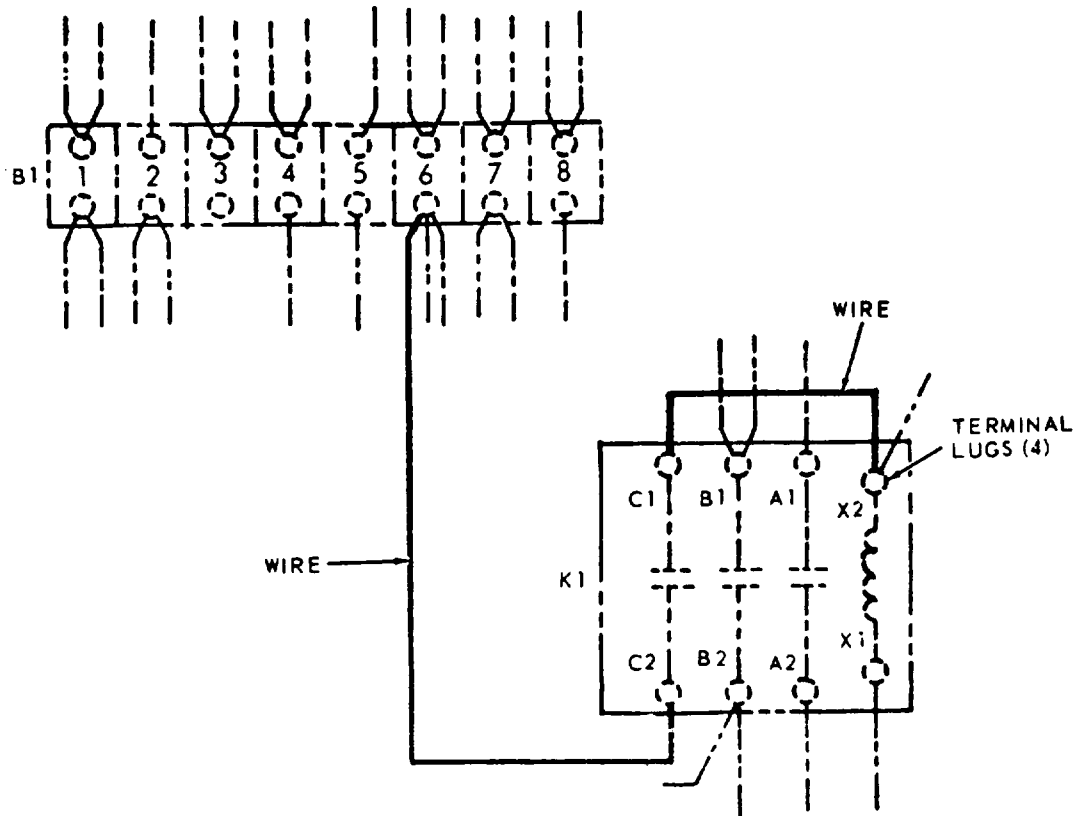 B1 1 2 3 4 5 6 7 8
WIRE
TERMINAL
LUGS (4)
C1 B1 A1 X2
WIRE
K1
X1
C2 B2 A2